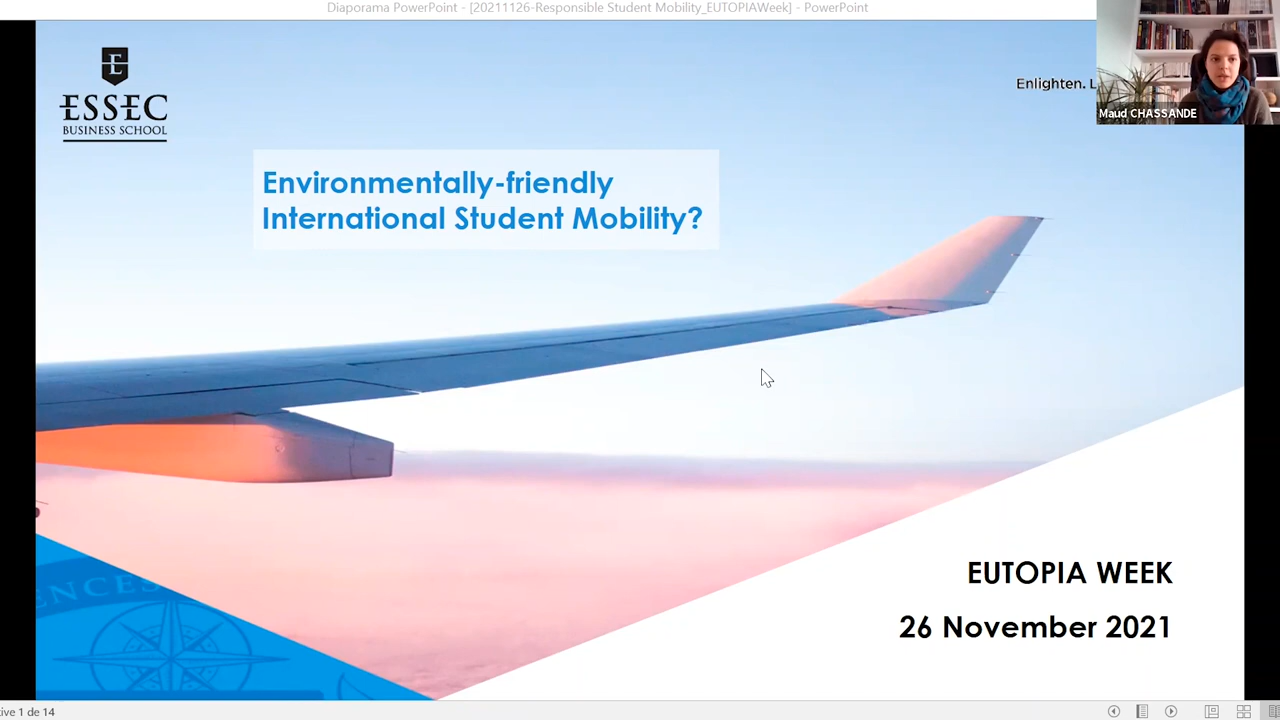 Diaporama PowerPoint - [20211126-Responsible Student Mobility_EUTOPIAWeek] - PowerPoint
E
ESSEC
BUSINESS SCHOOL
Enlighten. L
Maud CHASSANDE
Environmentally-friendly
International Student Mobility?
EUTOPIA WEEK
26 November 2021
ENCES
ive 1 de 14